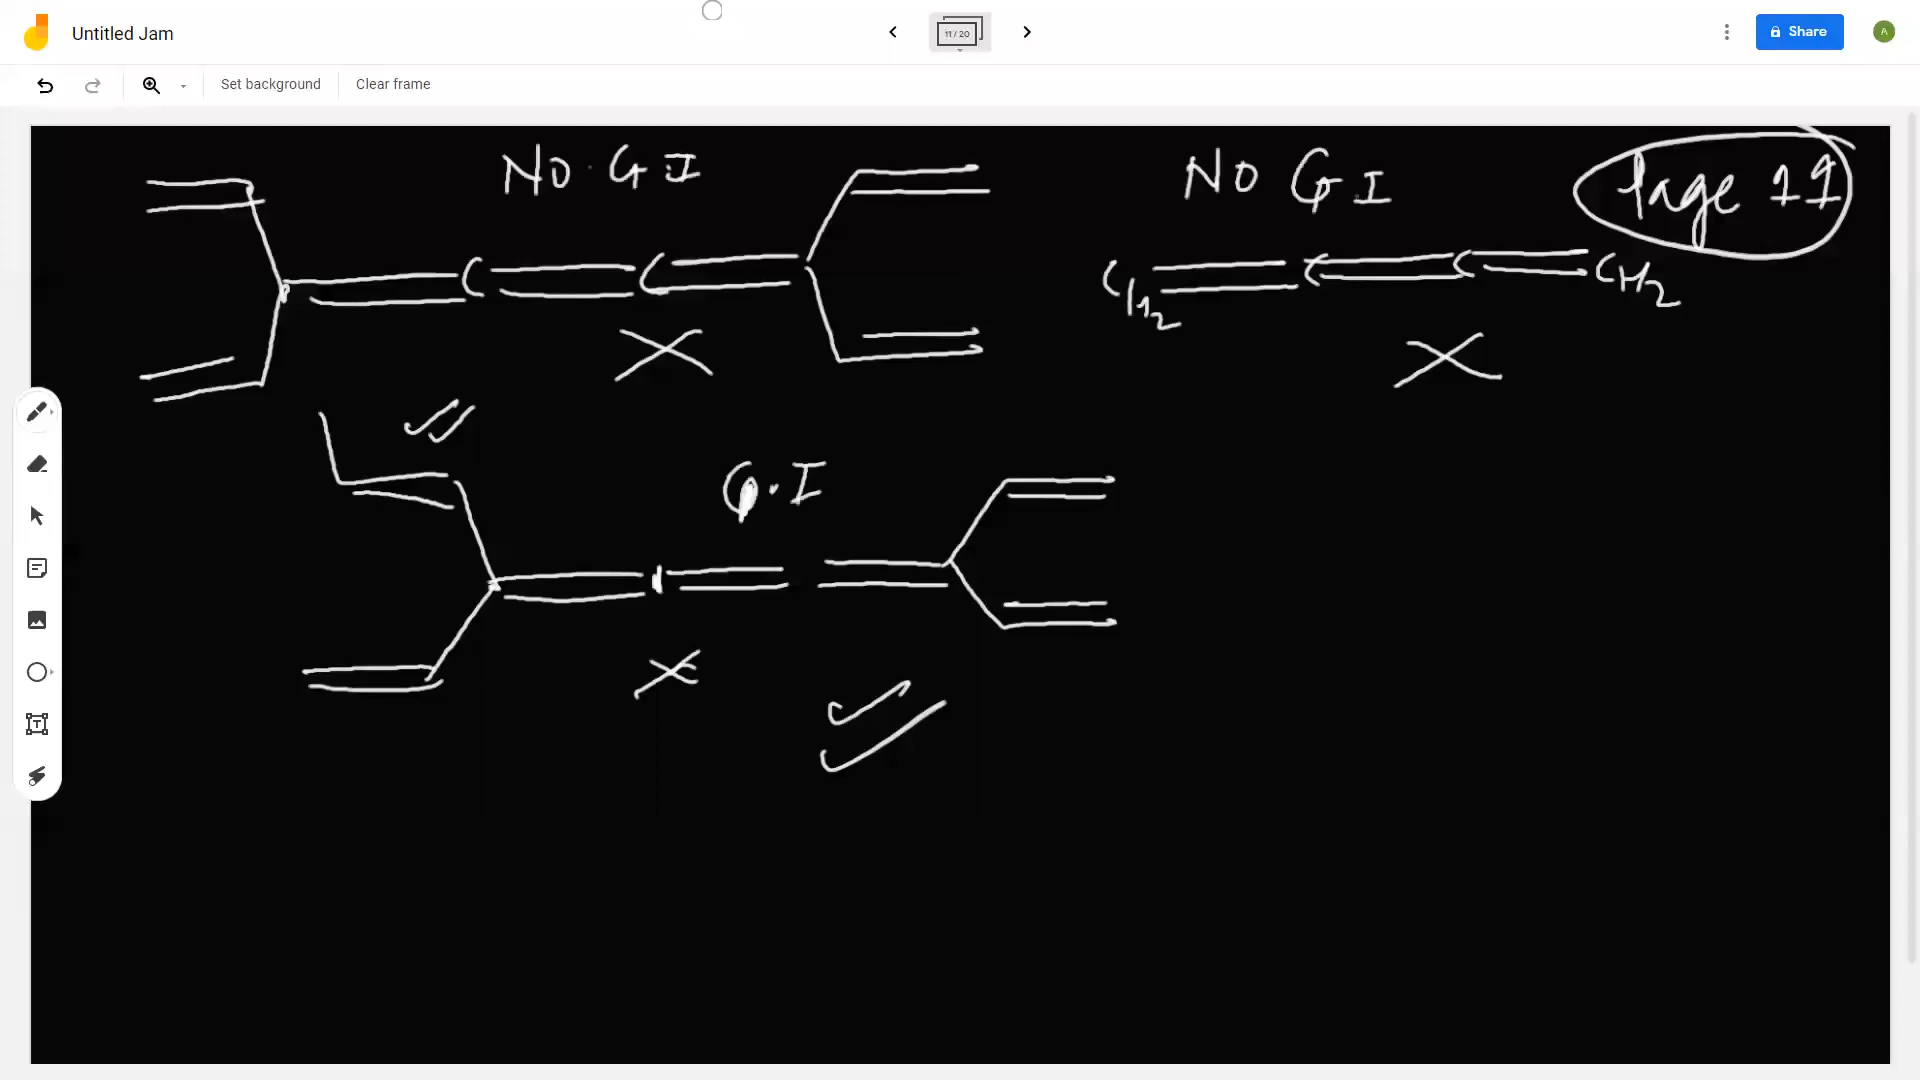 Untitled Jam
11 / 20
Share
A
Set background
Clear frame
NO. G I
NO G I
Page 11
C C
CH2 C C CH2
G. I